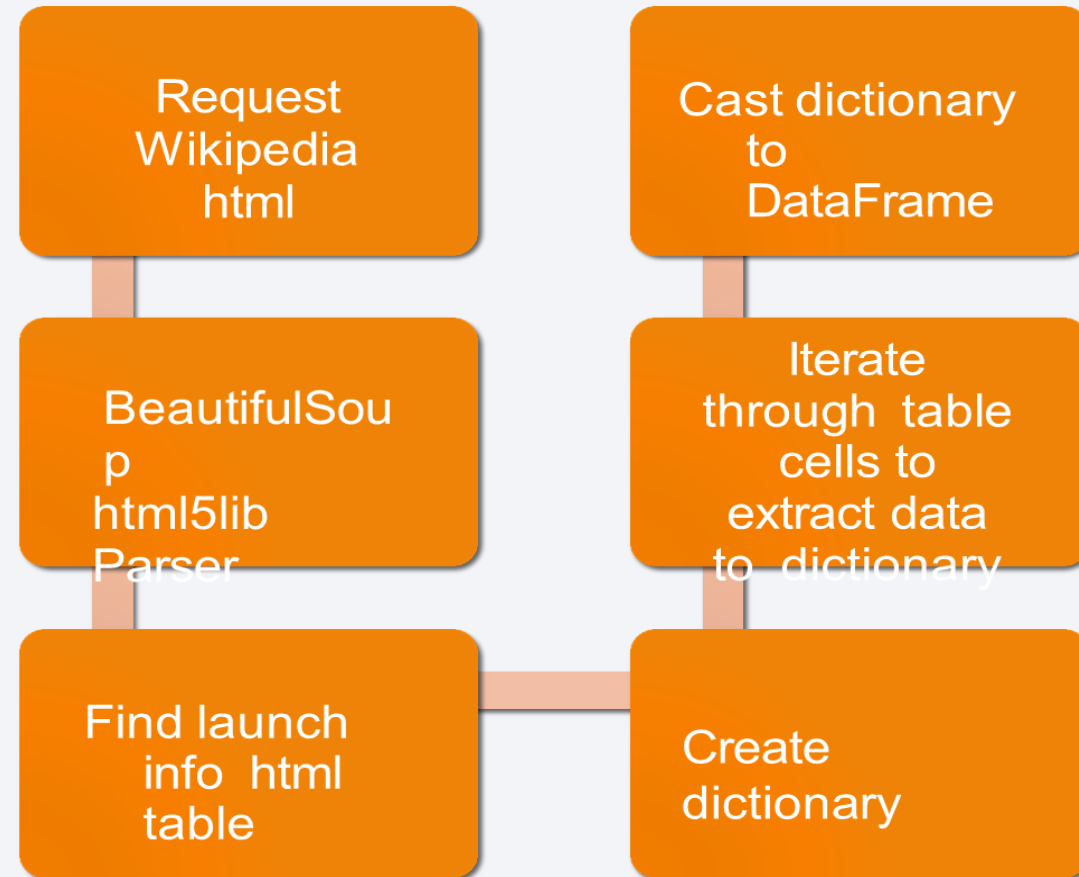 Request
Wikipedia
html
BeautifulSou
p
html5lib
Parser
Find launch
info html
table
Create
dictionary
Iterate
through table
cells to
extract data
to dictionary
Cast dictionary
to
DataFrame